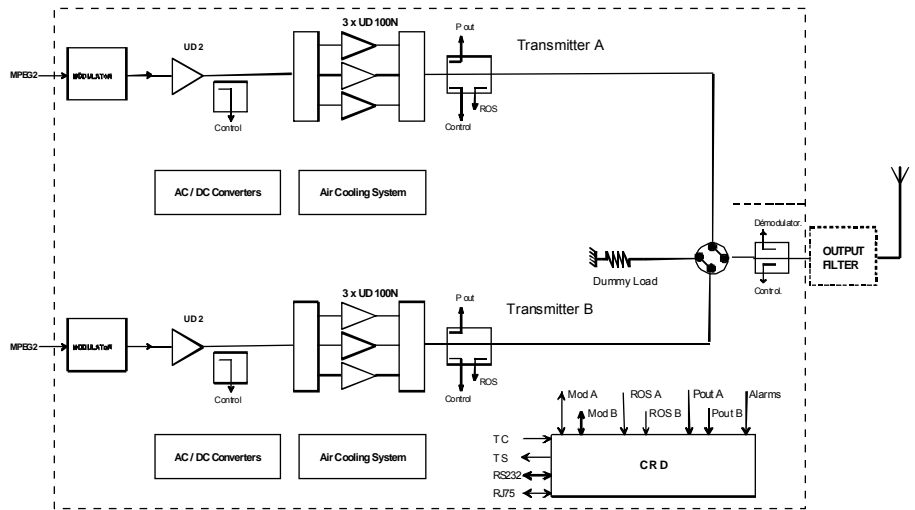 3 x UD 100N
P out
Transmitter A
UD 2
MPEG2
MODULATOR
ROS
Control
Control
AC / DC Converters
Air Cooling System
Démodulator.
OUTPUT
FILTER
Dummy Load
Control.
3 x UD 100N
P out
Transmitter B
UD 2
MPEG2
MODULATOR
ROS
Control
Control
Mod A
ROS A
Pout A
Alarms
Mod B
ROS B
Pout B
AC / DC Converters
Air Cooling System
TC
TS
RS232
RJ75
CRD